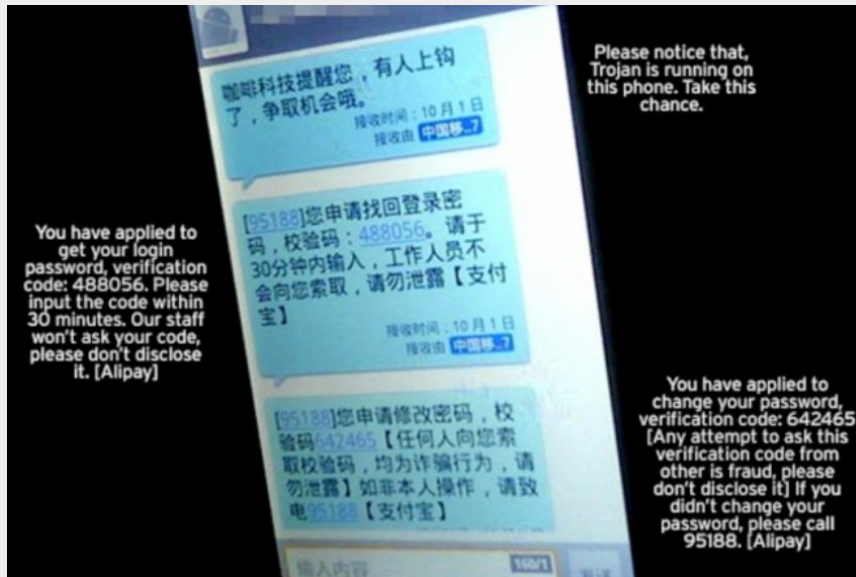 咖啡科技提醒您，有人上钩
了，争取机会哦。
接收时间：10月1日
接收由 中国移..7
[95188]您申请找回登录密
码，校验码：488056。请于
30分钟内输入，工作人员不
会向您索取，请勿泄露【支付
宝】
接收时间：10月1日
接收由 中国移..7
[95188]您申请修改密码，校
验码642465【任何人向您索
取校验码，均为诈骗行为，请
勿泄露】如非本人操作，请致
电95188【支付宝】
输入内容
160/1
发送
Please notice that,
Trojan is running on
this phone. Take this
chance.
You have applied to
get your login
password, verification
code: 488056. Please
input the code within
30 minutes. Our staff
won't ask your code,
please don't disclose
it. [Alipay]
You have applied to
change your password,
verification code: 642465
[Any attempt to ask this
verification code from
other is fraud, please
don't disclose it] If you
didn't change your
password, please call
95188. [Alipay]